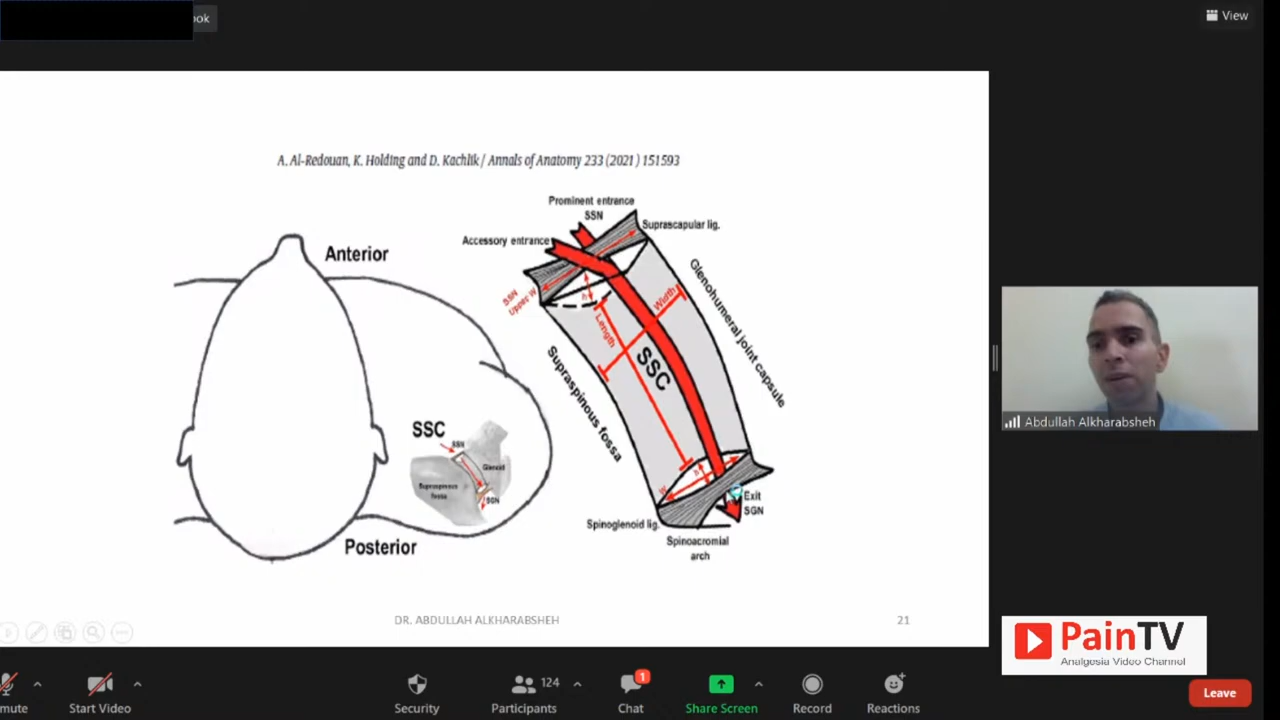 ook
View
A. Al-Redouan, K. Holding and D. Kachlik / Annals of Anatomy 233 (2021) 151593
Prominent entrance
SSN
Suprascapular lig.
Accessory entrance
Anterior
SSN
Upper W
h
Length
Width
SSC
Glenohumeral joint capsule
Supraspinous fossa
SSC
SSN
Glenoid
Supraspinous
fossa
SSN
W
h
Exit
SGN
Spinoglenoid lig.
Spinoacromial
arch
Posterior
DR. ABDULLAH ALKHARABSHEH
21
Abdullah Alkharabsheh
PainTV
Analgesia Video Channel
mute
Start Video
Security
124
Participants
1
Chat
Share Screen
Record
Reactions
Leave